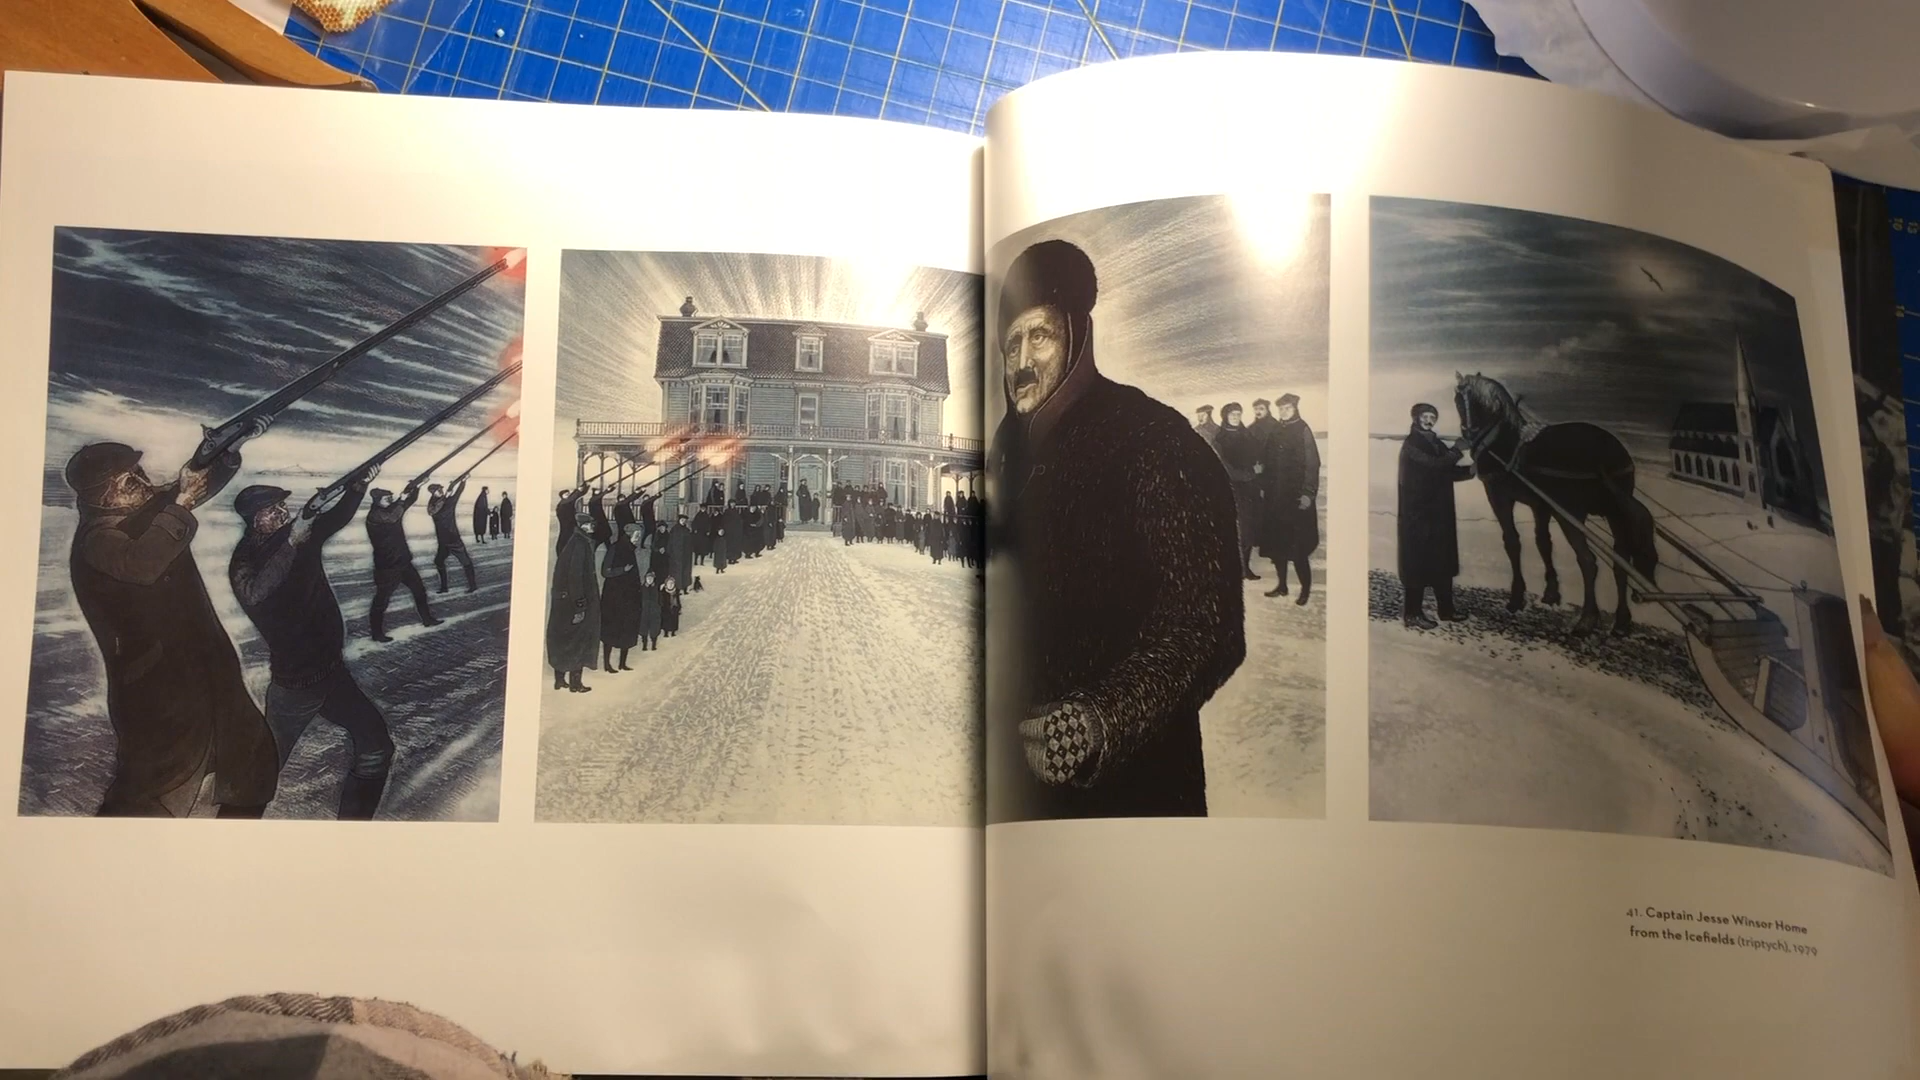 41. Captain Jesse Winsor Home
from the Icefields (triptych), 1979